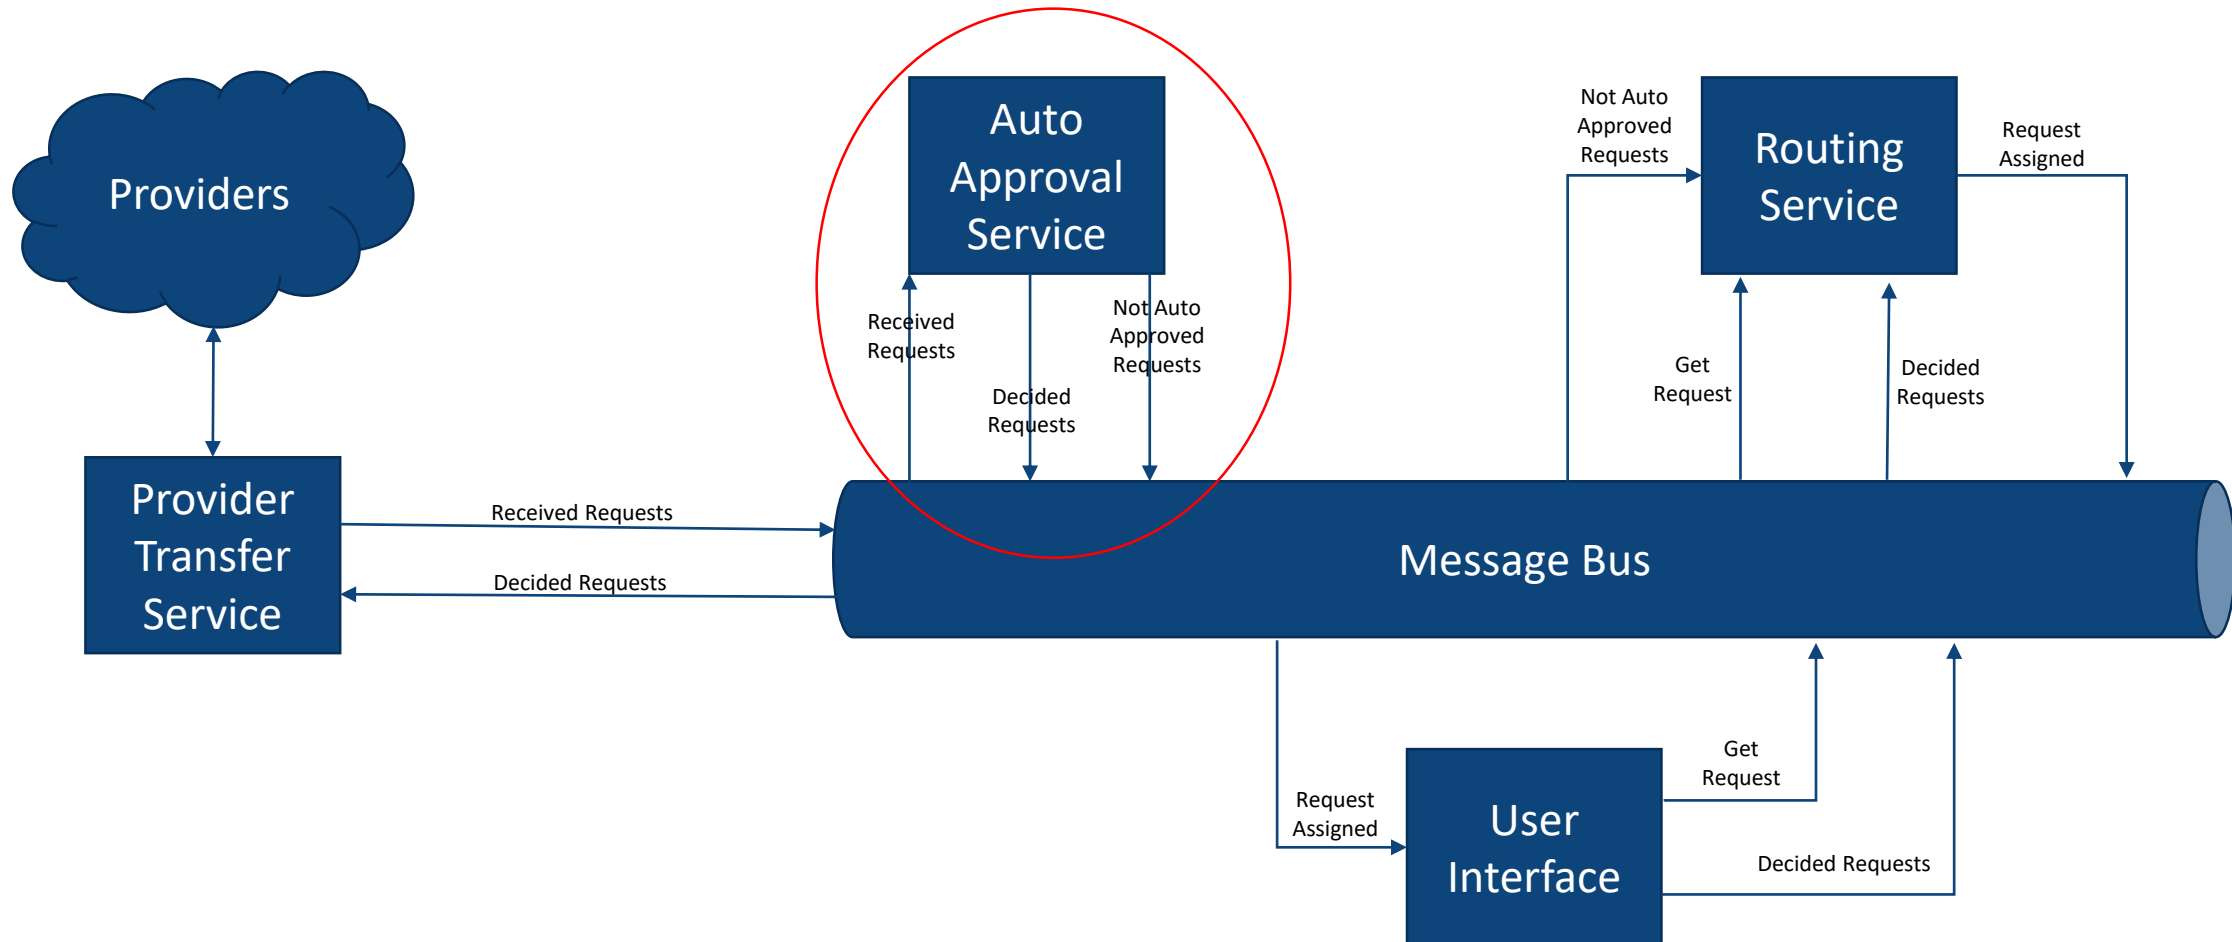 Providers
Auto
Approval
Service
Not Auto
Approved
Requests
Routing
Service
Request
Assigned
Received
Requests
Decided
Requests
Not Auto
Approved
Requests
Get
Request
Decided
Requests
Provider
Transfer
Service
Received Requests
Decided Requests
Message Bus
Request
Assigned
User
Interface
Get
Request
Decided Requests